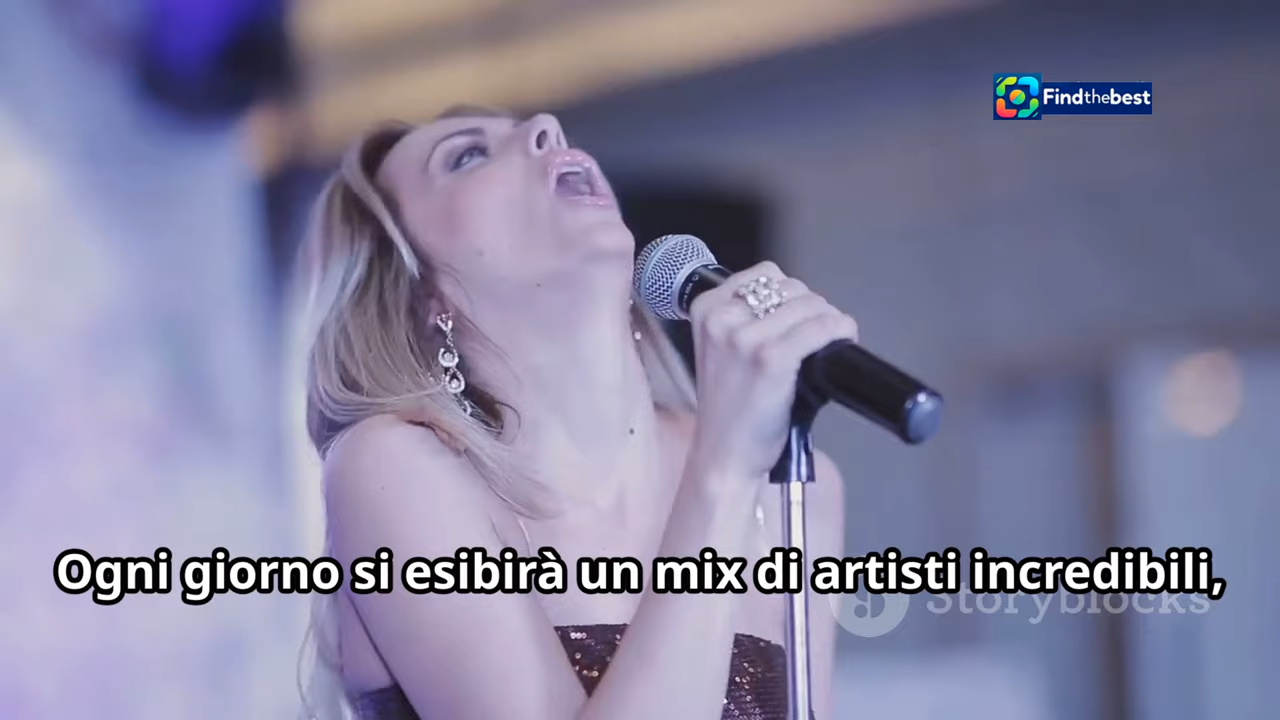 Findthebest
Ogni giorno si esibirà un mix di artisti incredibili,
Storyblocks